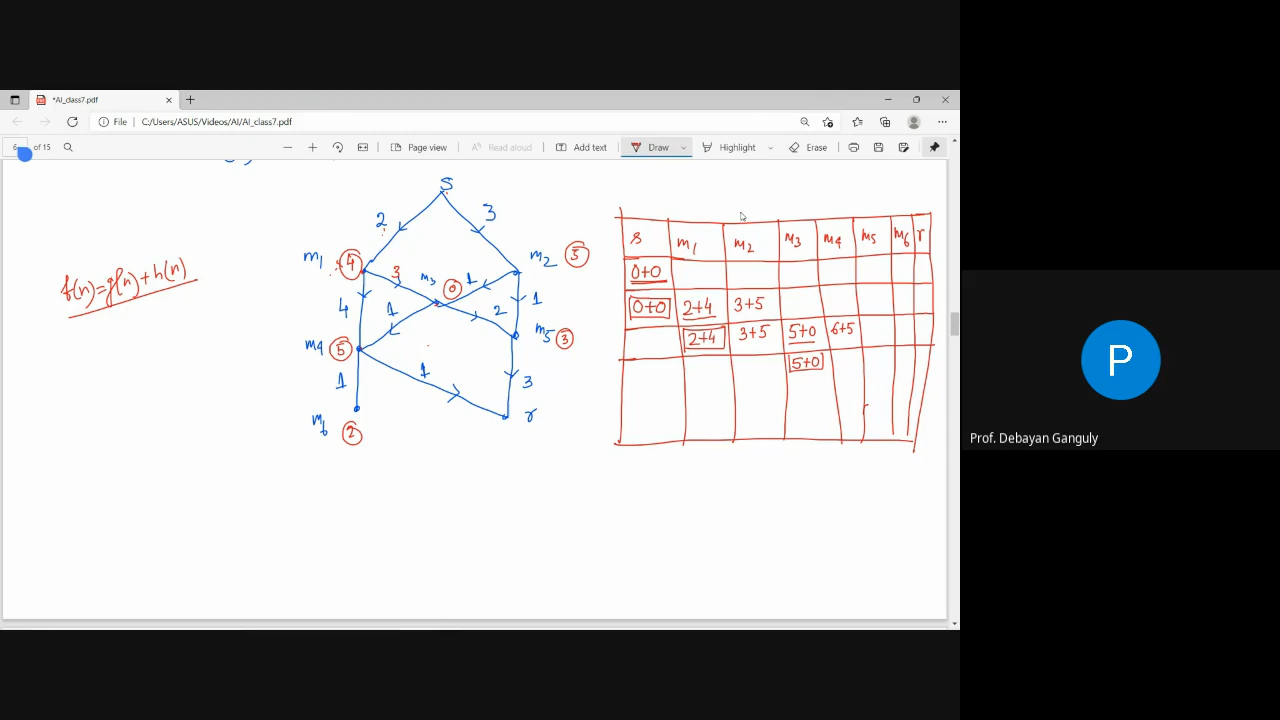 *AI_class7.pdf
File C:/Users/ASUS/Videos/AI/AI_class7.pdf
6 of 15 Page view Read aloud Add text Draw Highlight Erase
S
2 3
m1 4 3 m3 0 1 m2 5
4 1 2 1
m4 5 m5 3
1 1 3
m6 2 r
f(n)=g(n)+h(n)
s m1 m2 m3 m4 m5 m6 r
0+0
0+0 2+4 3+5
2+4 3+5 5+0 6+5
5+0
P
Prof. Debayan Ganguly